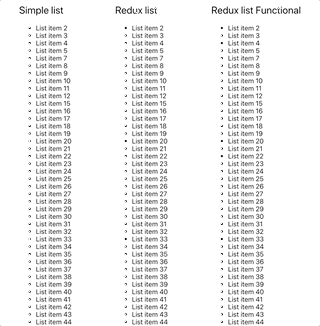 Simple list
List item 2
List item 3
List item 4
List item 5
List item 7
List item 8
List item 9
List item 10
List item 11
List item 12
List item 15
List item 16
List item 17
List item 18
List item 19
List item 20
List item 21
List item 22
List item 23
List item 24
List item 25
List item 26
List item 27
List item 28
List item 29
List item 30
List item 31
List item 32
List item 33
List item 34
List item 35
List item 36
List item 37
List item 38
List item 39
List item 40
List item 41
List item 42
List item 43
List item 44
Redux list
List item 2
List item 3
List item 4
List item 5
List item 7
List item 8
List item 9
List item 10
List item 11
List item 12
List item 15
List item 16
List item 17
List item 18
List item 19
List item 20
List item 21
List item 22
List item 23
List item 24
List item 25
List item 26
List item 27
List item 28
List item 29
List item 30
List item 31
List item 32
List item 33
List item 34
List item 35
List item 36
List item 37
List item 38
List item 39
List item 40
List item 41
List item 42
List item 43
List item 44
Redux list Functional
List item 2
List item 3
List item 4
List item 5
List item 7
List item 8
List item 9
List item 10
List item 11
List item 12
List item 15
List item 16
List item 17
List item 18
List item 19
List item 20
List item 21
List item 22
List item 23
List item 24
List item 25
List item 26
List item 27
List item 28
List item 29
List item 30
List item 31
List item 32
List item 33
List item 34
List item 35
List item 36
List item 37
List item 38
List item 39
List item 40
List item 41
List item 42
List item 43
List item 44